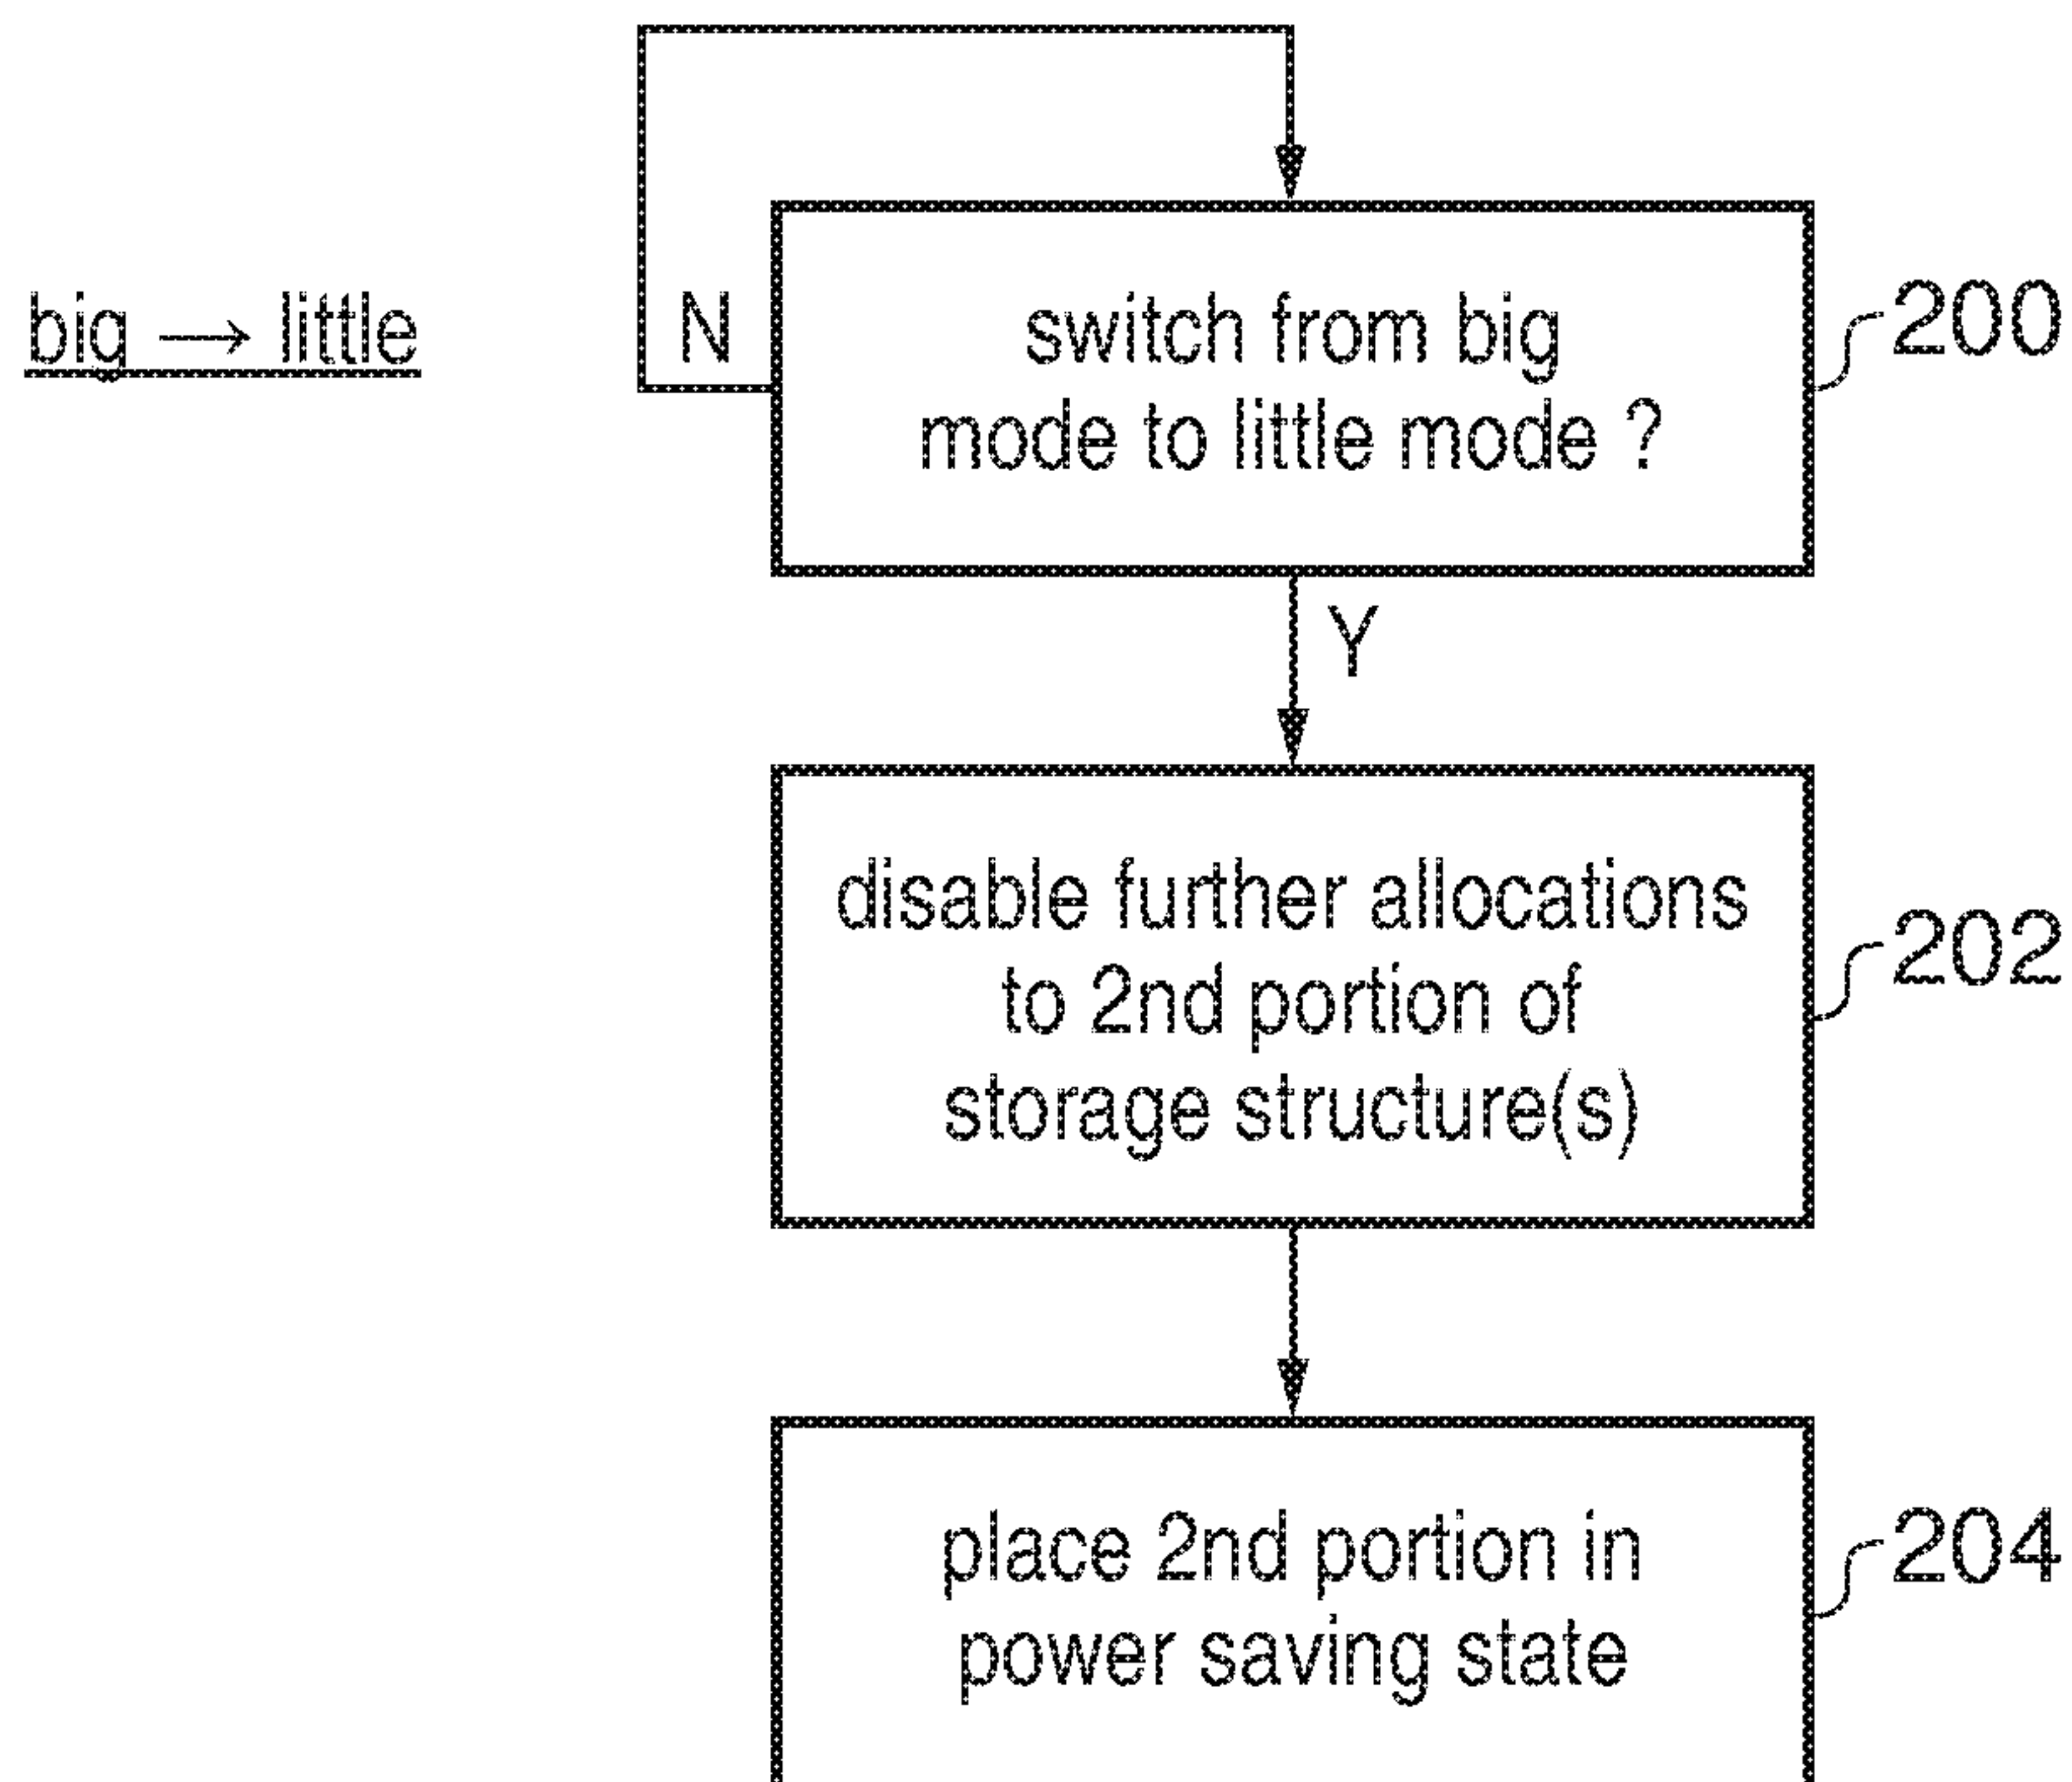 big → little
N
switch from big
mode to little mode ?
200
Y
disable further allocations
to 2nd portion of
storage structure(s)
202
place 2nd portion in
power saving state
204